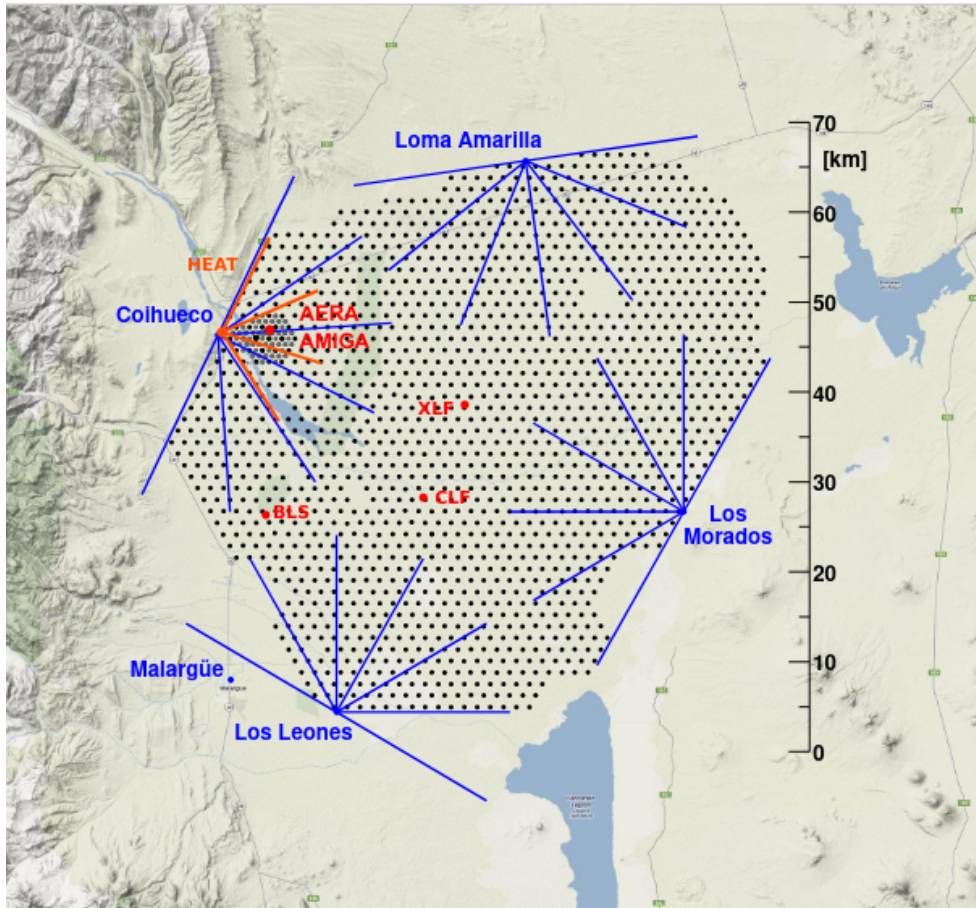 70
Loma Amarilla
[km]
60
HEAT
Coihueco
AERA
50
AMIGA
40
XLF
30
CLF
BLS
Los
Morados
20
Malargüe
10
Los Leones
0